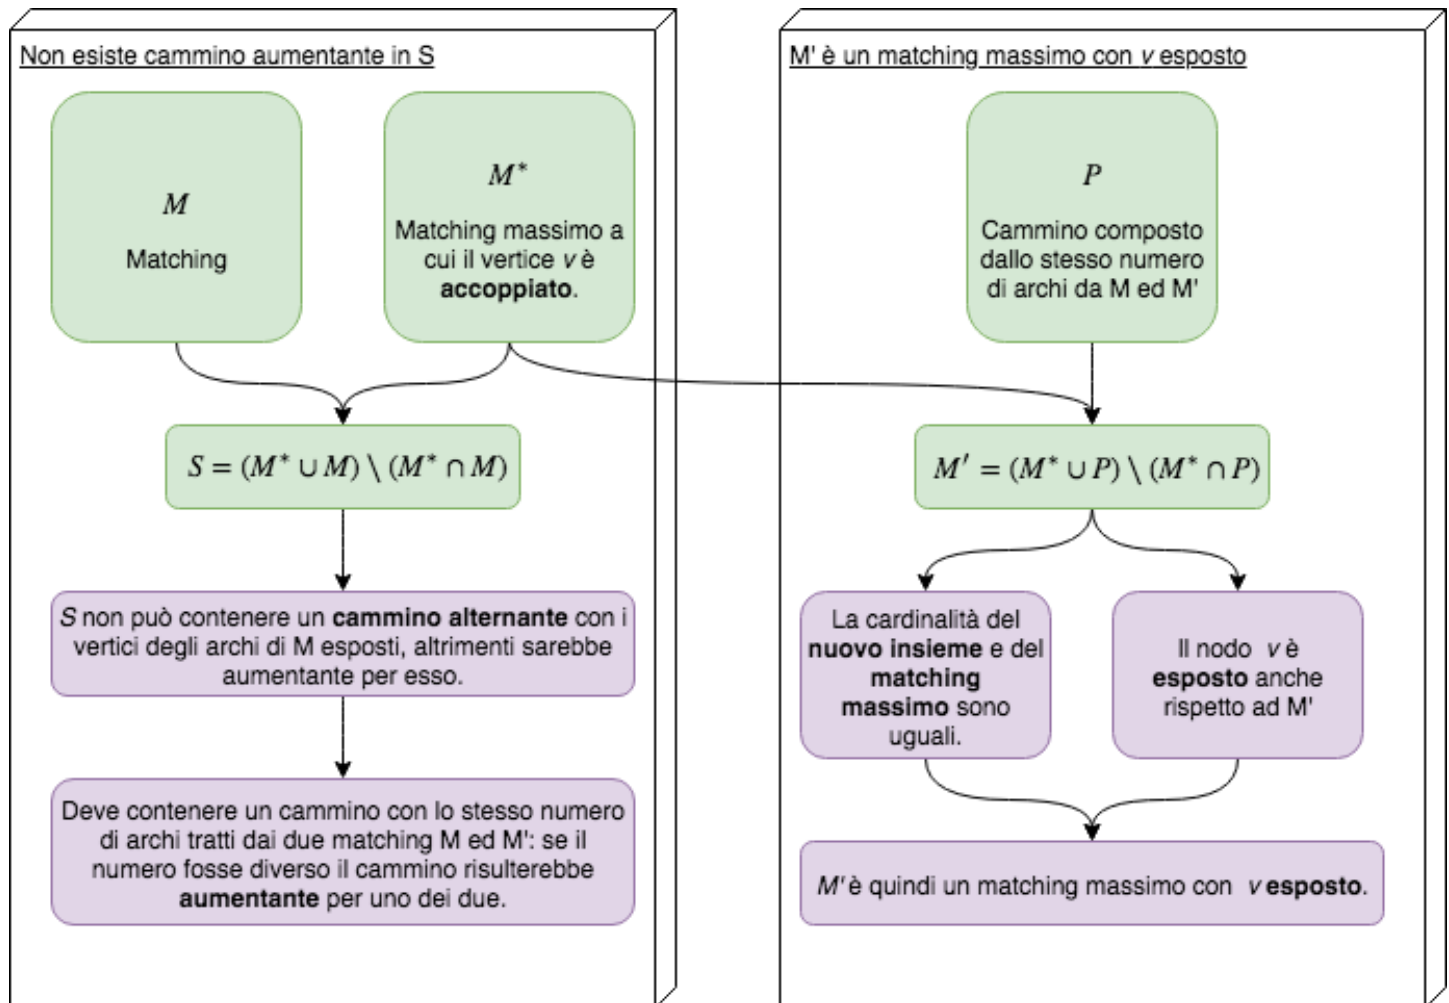 Non esiste cammino aumentante in S
M
Matching
M*
Matching massimo a
cui il vertice v è
accoppiato.
S = (M* ∪ M) \ (M* ∩ M)
S non può contenere un cammino alternante con i
vertici degli archi di M esposti, altrimenti sarebbe
aumentante per esso.
Deve contenere un cammino con lo stesso numero
di archi tratti dai due matching M ed M': se il
numero fosse diverso il cammino risulterebbe
aumentante per uno dei due.
M' è un matching massimo con v esposto
P
Cammino composto
dallo stesso numero
di archi da M ed M'
M′ = (M* ∪ P) \ (M* ∩ P)
La cardinalità del
nuovo insieme e del
matching
massimo sono
uguali.
Il nodo v è
esposto anche
rispetto ad M'
M' è quindi un matching massimo con v esposto.